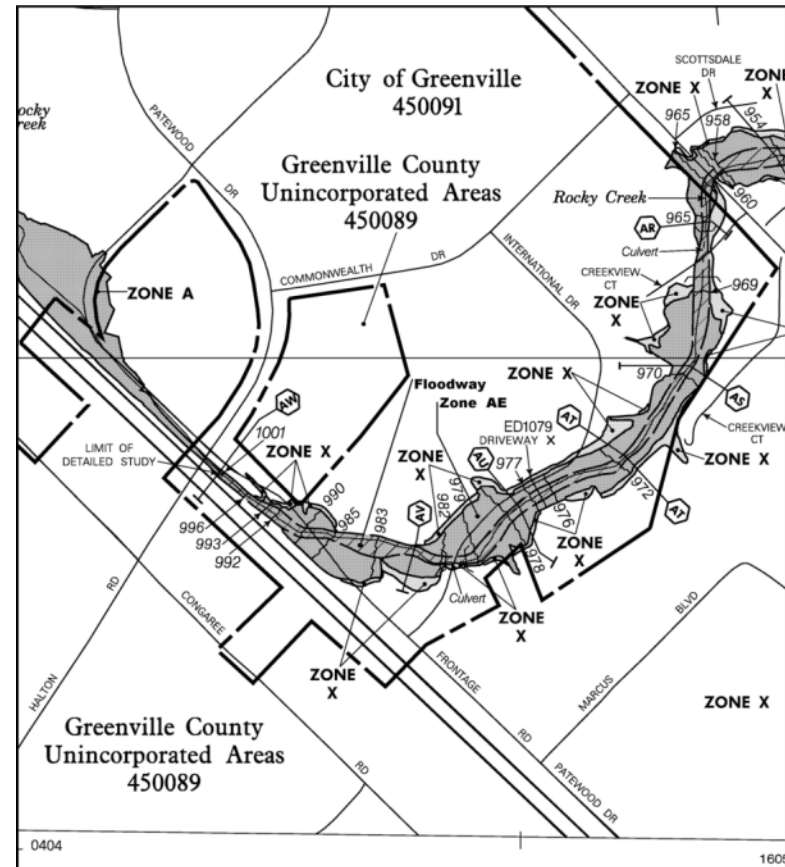 City of Greenville
450091
Greenville County
Unincorporated Areas
450089
SCOTTSDALE
DR
ZONE X
ZONE
X
965
958
954
ocky
reek
PATEWOOD
DR
Rocky Creek
960
965
AR
Culvert
INTERNATIONAL DR
COMMONWEALTH
DR
CREEKVIEW
CT
969
ZONE
X
ZONE A
970
AS
Floodway
Zone AE
ZONE X
AW
1001
LIMIT OF
DETAILED STUDY
ED1079
DRIVEWAY X
AT
CREEKVIEW
CT
ZONE X
ZONE X
990
ZONE
X
AU
977
979
982
972
AT
996
993
992
985
983
AV
976
978
ZONE
X
Culvert
ZONE
X
ZONE
X
HALTON
RD
CONGAREE
RD
FRONTAGE
RD
MARCUS
BLVD
ZONE X
Greenville County
Unincorporated Areas
450089
PATEWOOD DR
0404
1605